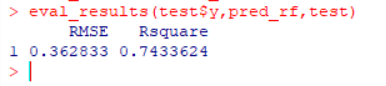 > eval_results(test$y,pred_rf,test)
RMSE Rsquare
1 0.362833 0.7433624
>